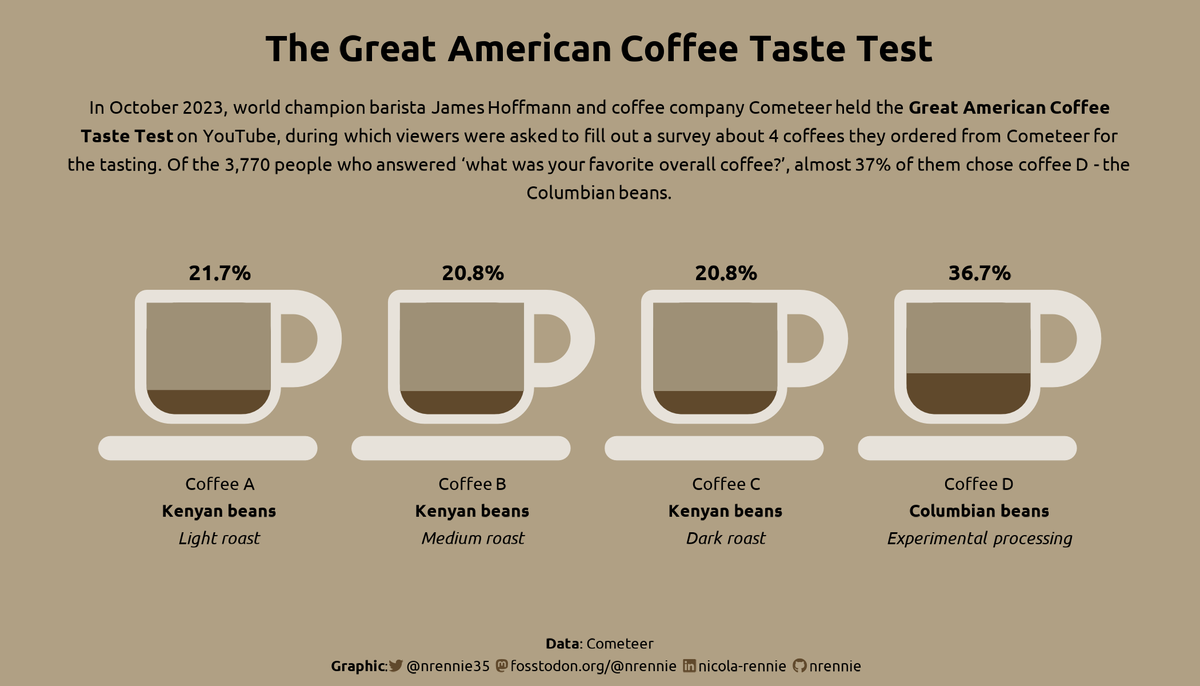 The Great American Coffee Taste Test
In October 2023, world champion barista James Hoffmann and coffee company Cometeer held the Great American Coffee
Taste Test on YouTube, during which viewers were asked to fill out a survey about 4 coffees they ordered from Cometeer for
the tasting. Of the 3,770 people who answered ‘what was your favorite overall coffee?’, almost 37% of them chose coffee D - the
Columbian beans.
21.7% 20.8% 20.8% 36.7%
Coffee A Coffee B Coffee C Coffee D
Kenyan beans Kenyan beans Kenyan beans Columbian beans
Light roast Medium roast Dark roast Experimental processing
Data: Cometeer
Graphic: @nrennie35 fosstodon.org/@nrennie nicola-rennie nrennie